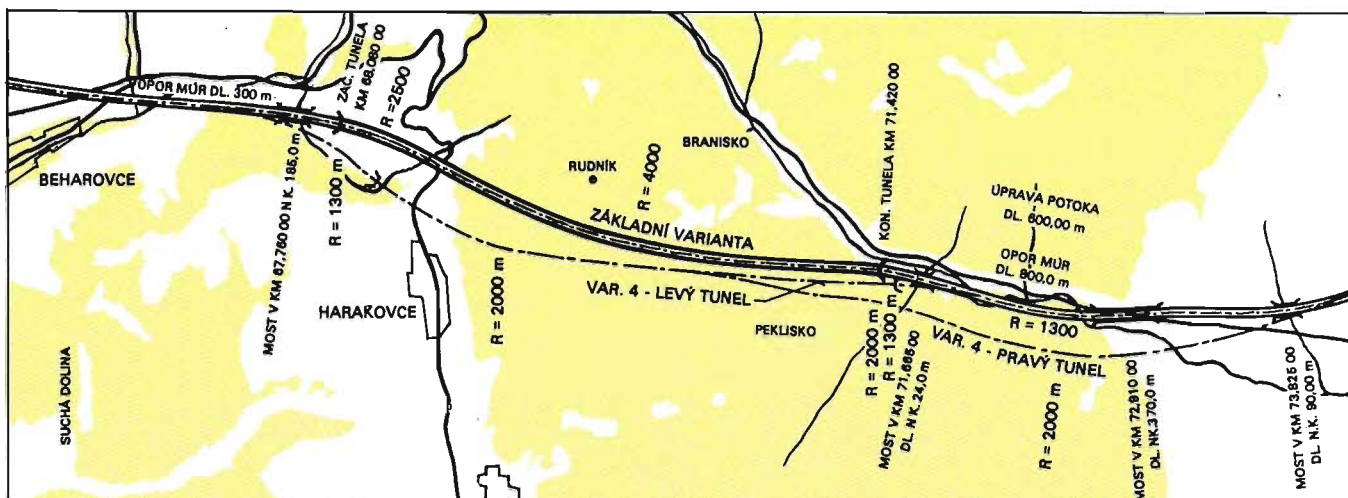 OPOR MÚR DL. 300 m
BEHAROVCE
SUCHÁ DOLINA
MOST V KM 67,760 00 N K. 185,0 m
ZAČ. TUNELA
KM 68.060 00
R =2500
R = 1300 m
HARAKOVCE
R = 2000 m
RUDNÍK
R = 4000
ZÁKLADNÍ VARIANTA
VAR. 4 - LEVÝ TUNEL
BRANISKO
PEKLISKO
KON. TUNELA KM 71,420 00
R = 2000 m
R = 1300 m
MOST V KM 71,665 00
DL. N.K. 24,0 m
ÚPRAVA POTOKA
DL. 600,00 m
OPOR MÚR
DL. 800,0 m
R = 1300
VAR. 4 - PRAVÝ TUNEL
R = 2000 m
MOST V KM 72,910 00
DL. NK.370,0 m
MOST V KM 73,825 00
DL. N.K. 90,00 m